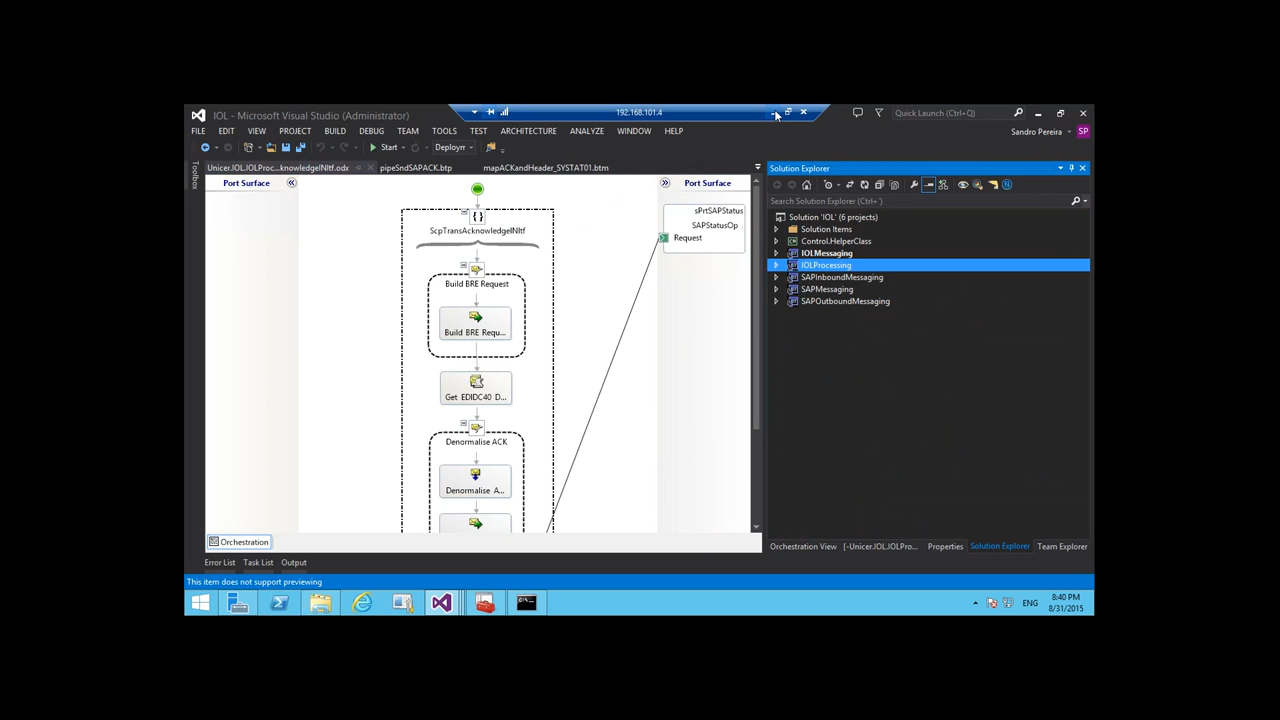 IOL - Microsoft Visual Studio (Administrator)
192.168.101.4
Quick Launch (Ctrl+Q)
FILE EDIT VIEW PROJECT BUILD DEBUG TEAM TOOLS TEST ARCHITECTURE ANALYZE WINDOW HELP
Sandro Pereira SP
Start Deployr
Toolbox
Unicer.IOL.IOLProc...knowledgeINItf.odx pipeSndSAPACK.btp mapACKandHeader_SYSTAT01.btm
Port Surface
Port Surface
ScpTransAcknowledgeINItf
Build BRE Request
Build BRE Requ...
Get EDIDC40 D...
Denormalise ACK
Denormalise A...
sPrtSAPStatus
SAPStatusOp
Request
Orchestration
Solution Explorer
Search Solution Explorer (Ctrl+´)
Solution 'IOL' (6 projects)
Solution Items
Control.HelperClass
IOLMessaging
IOLProcessing
SAPInboundMessaging
SAPMessaging
SAPOutboundMessaging
Orchestration View [-Unicer.IOL.IOLPro... Properties Solution Explorer Team Explorer
Error List Task List Output
This item does not support previewing
ENG
8:40 PM
8/31/2015